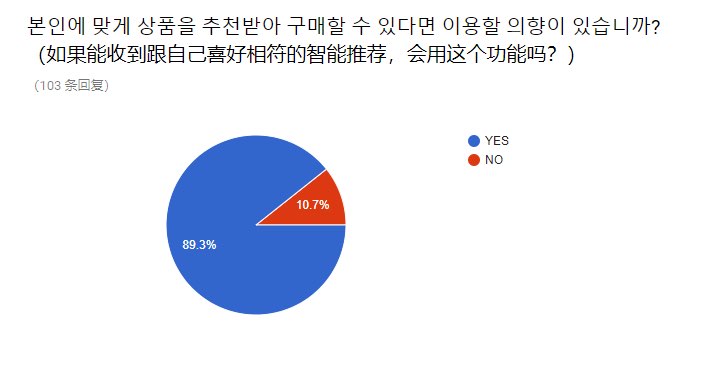 본인에 맞게 상품을 추천받아 구매할 수 있다면 이용할 의향이 있습니까?
(如果能收到跟自己喜好相符的智能推荐，会用这个功能吗？)
(103 条回复)
YES
NO
10.7%
89.3%